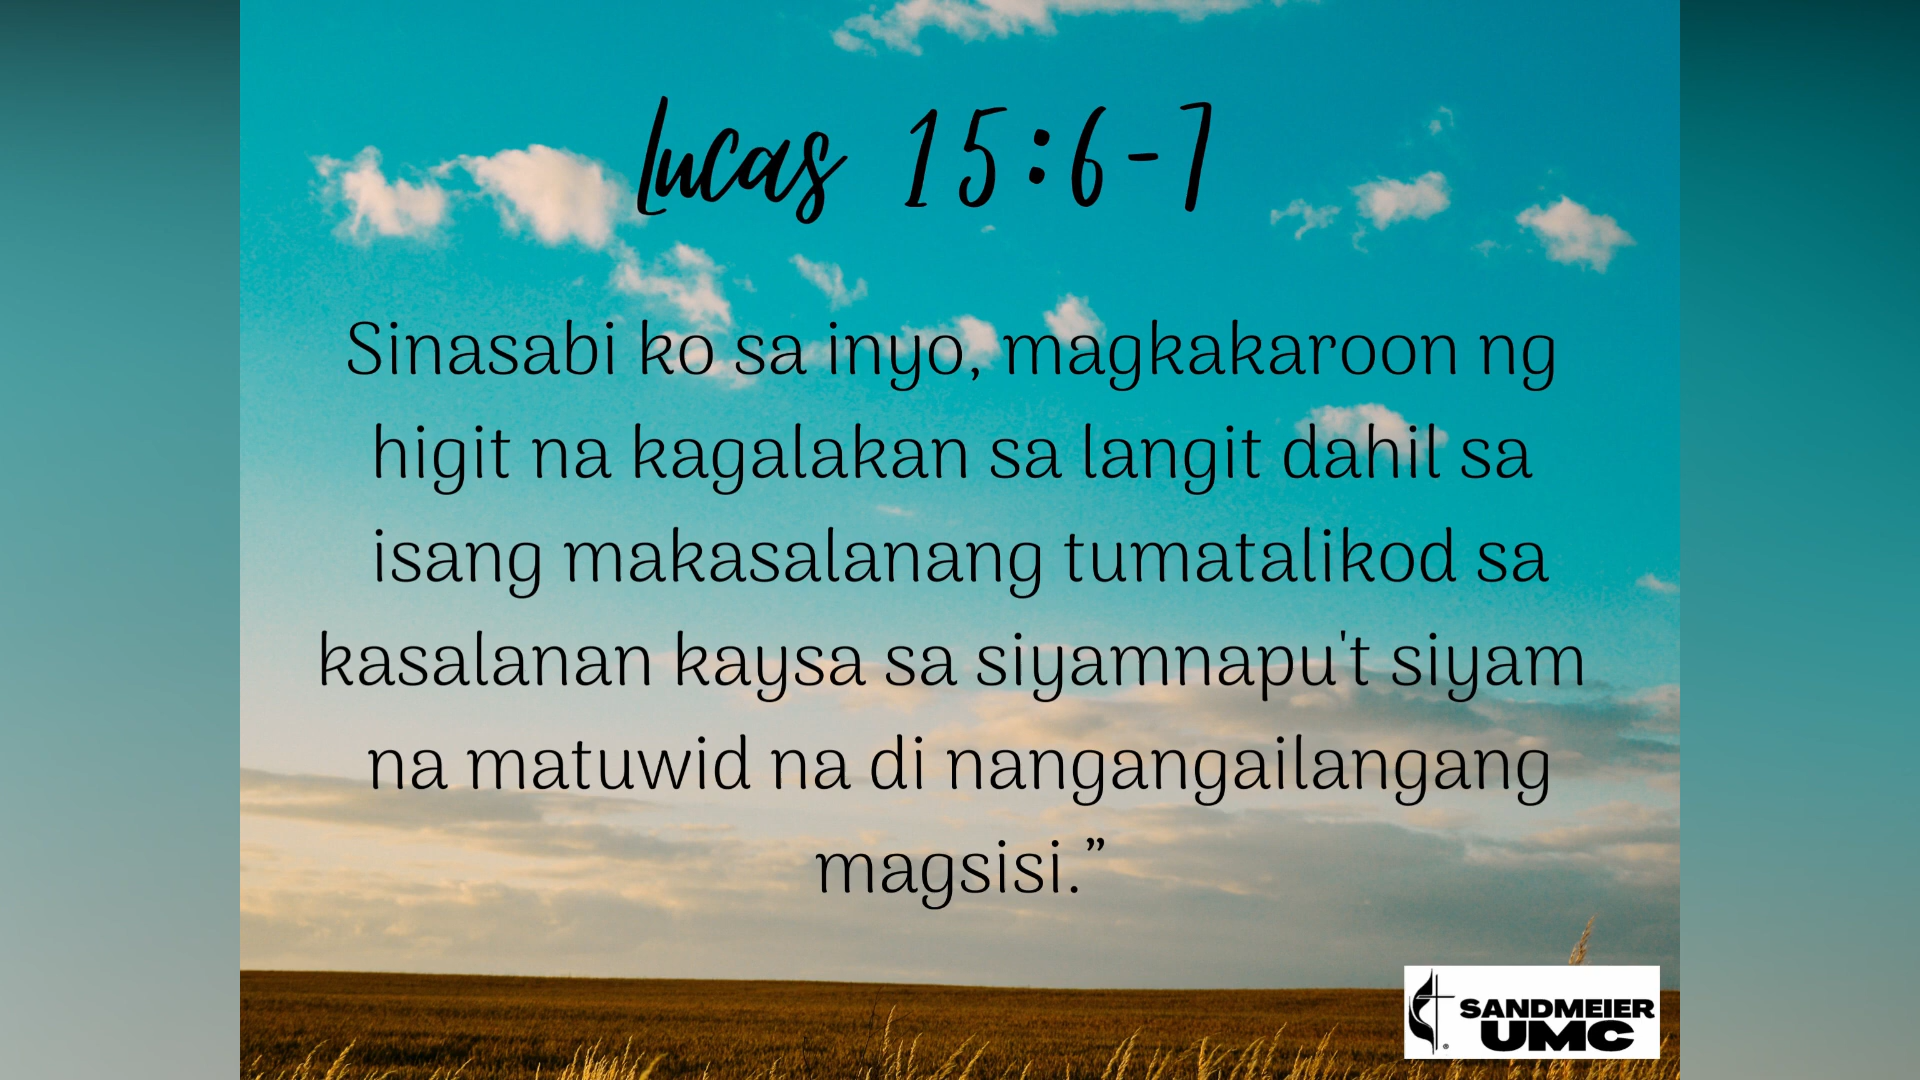 Lucas 15:6-7
Sinasabi ko sa inyo, magkakaroon ng
higit na kagalakan sa langit dahil sa
isang makasalanang tumatalikod sa
kasalanan kaysa sa siyamnapu't siyam
na matuwid na di nangangailangang
magsisi.”
SANDMEIER
UMC